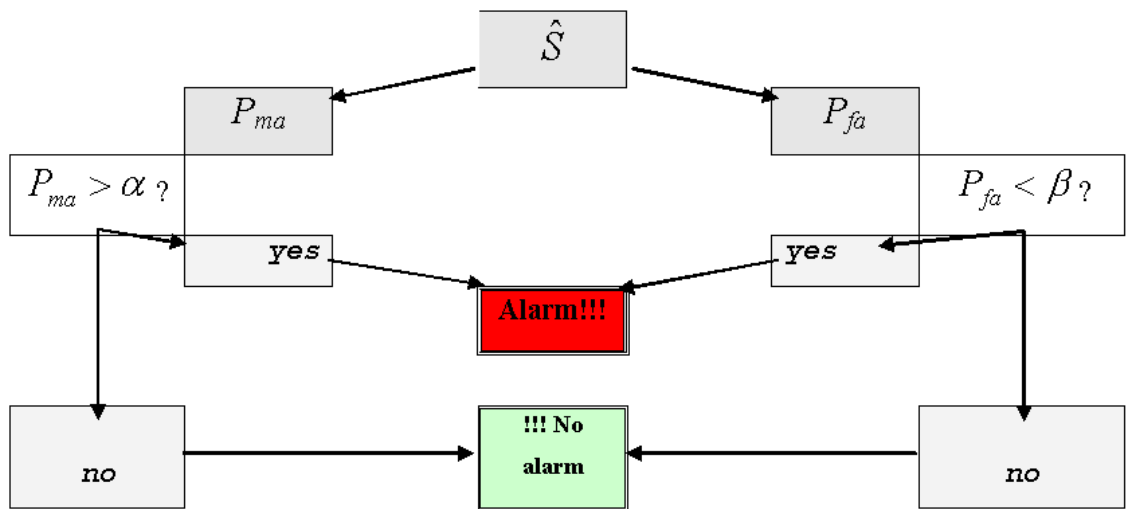 Ŝ
P_ma P_fa
P_ma > α ? P_fa < β ?
yes yes
Alarm!!!
!!! No
alarm
no no